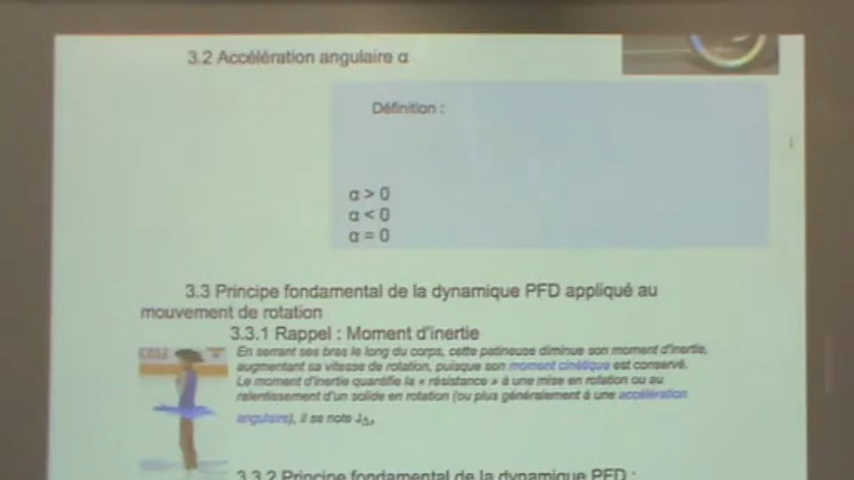 3.2 Accélération angulaire α
Définition :
α > 0
α < 0
α = 0
3.3 Principe fondamental de la dynamique PFD appliqué au
mouvement de rotation
3.3.1 Rappel : Moment d'inertie
En serrant ses bras le long du corps, cette patineuse diminue son moment d'inertie,
augmentant sa vitesse de rotation, puisque son moment cinétique est conservé.
Le moment d'inertie quantifie la « résistance » à une mise en rotation ou au
ralentissement d'un solide en rotation (ou plus généralement à une accélération
angulaire), il se note JΔ,
3.3.2 Principe fondamental de la dynamique PFD :